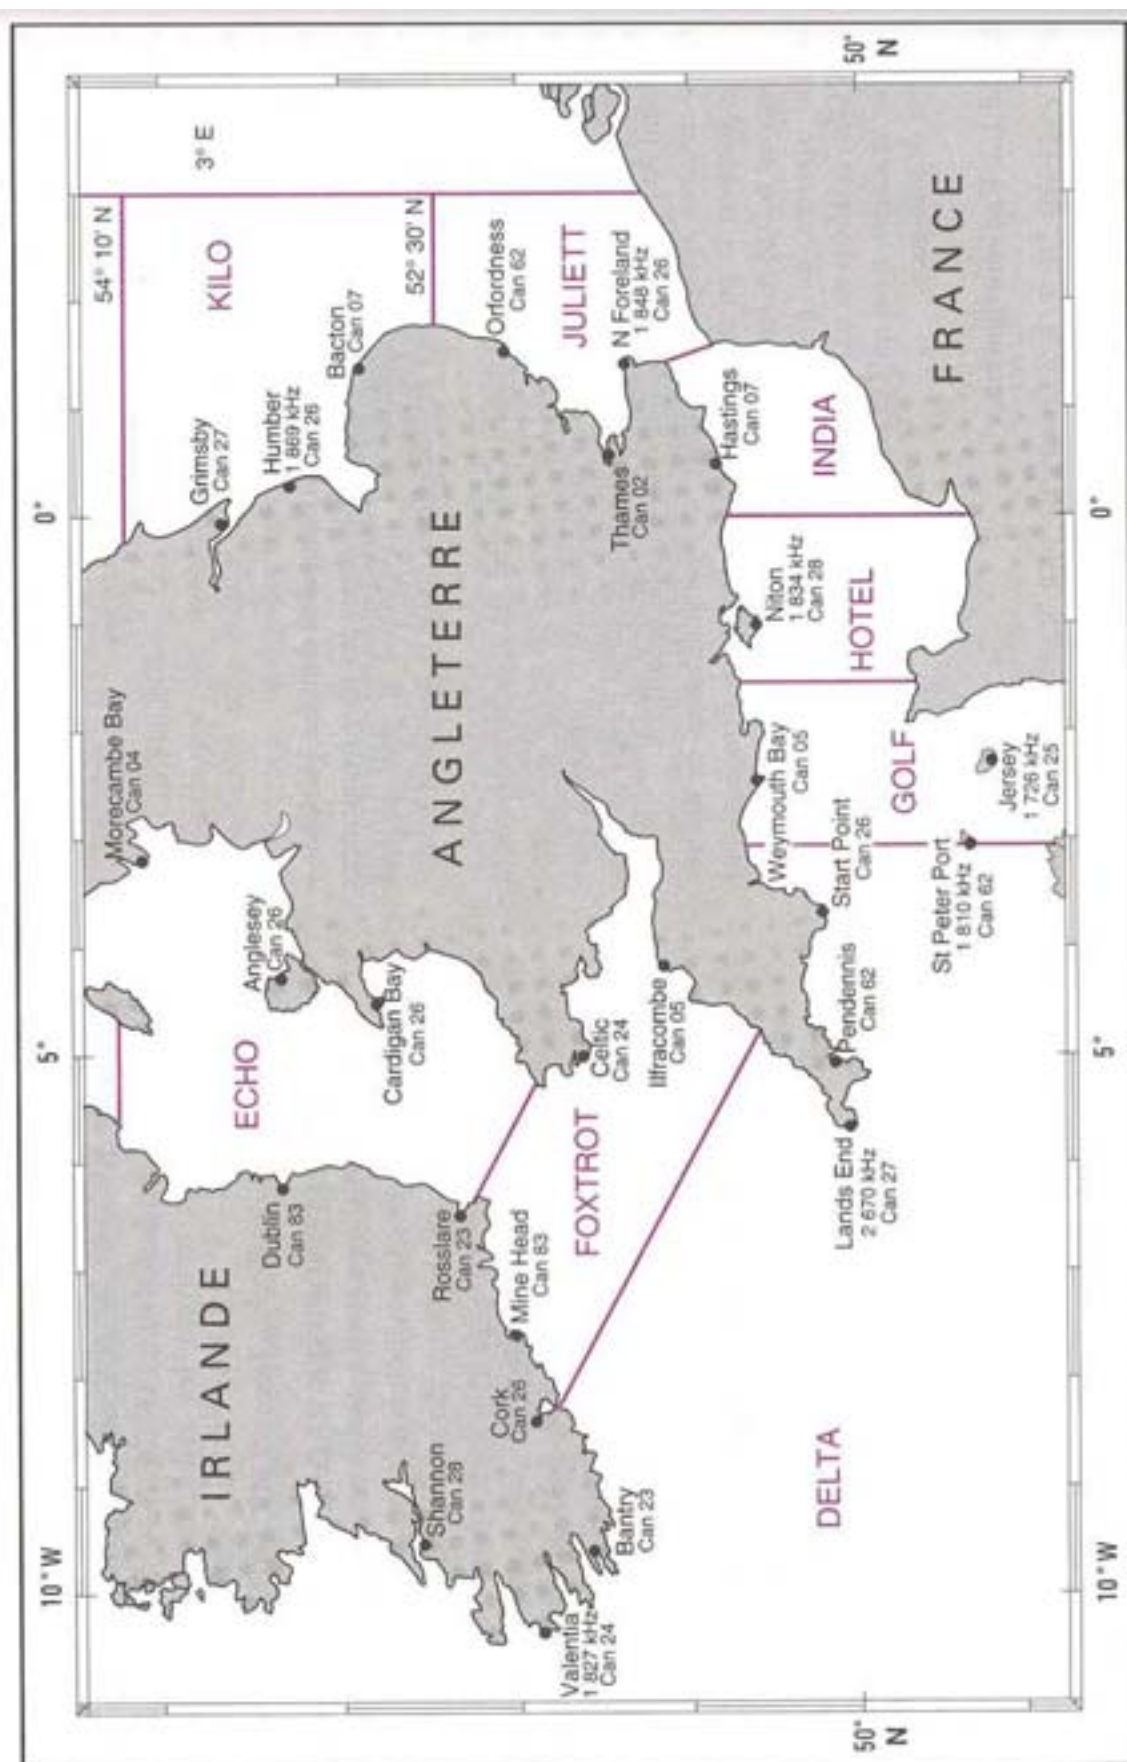 10° W
5°
0°
54° 10' N
3° E
KILO
52° 30' N
Morecambe Bay
Can 04
Grimsby
Can 27
Humber
1 869 kHz
Can 26
Bacton
Can 07
Anglesey
Can 26
ECHO
Cardigan Bay
Can 26
IRLANDE
Dublin
Can 83
ANGLETERRE
Orfordness
Can 62
JULIETT
N Foreland
1 848 kHz
Can 26
Rosslare
Can 23
Mine Head
Can 83
Shannon
Can 28
Cork
Can 26
Valentia
1 827 kHz
Can 24
Bantry
Can 23
FOXTROT
Celtic
Can 24
Ilfracombe
Can 05
Thames
Can 02
Hastings
Can 07
INDIA
Niton
1 834 kHz
Can 28
HOTEL
Weymouth Bay
Can 05
Start Point
Can 26
Pendennis
Can 62
Lands End
2 670 kHz
Can 27
DELTA
GOLF
St Peter Port
1 810 kHz
Can 62
Jersey
1 726 kHz
Can 25
FRANCE
50°
N
50°
N
10° W
5°
0°